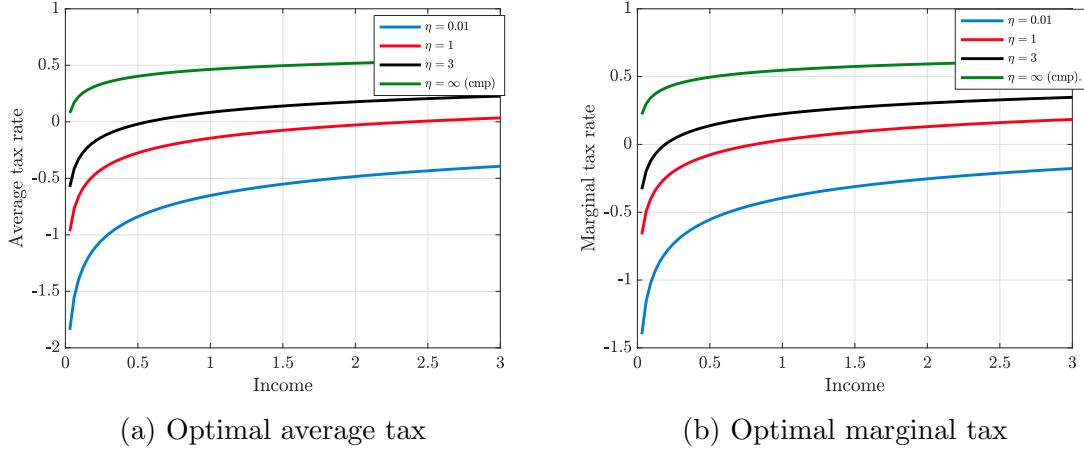 1
0.5
0
-0.5
-1
-1.5
-2
Average tax rate
0
0.5
1
1.5
2
2.5
3
Income
η = 0.01
η = 1
η = 3
η = ∞ (cmp)
(a) Optimal average tax
1
0.5
0
-0.5
-1
-1.5
Marginal tax rate
0
0.5
1
1.5
2
2.5
3
Income
η = 0.01
η = 1
η = 3
η = ∞ (cmp).
(b) Optimal marginal tax